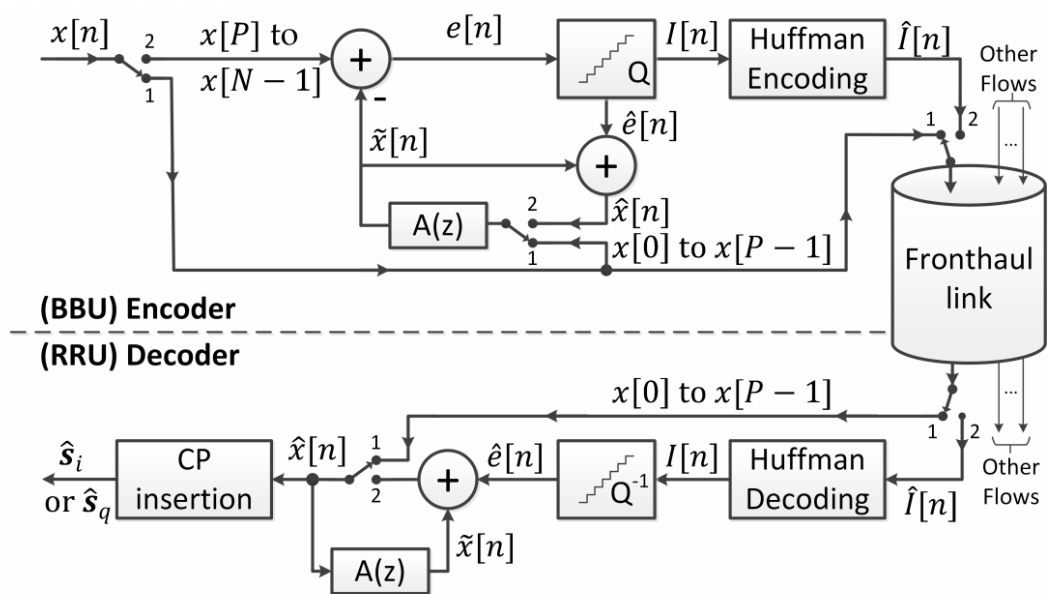 x[n]
2
1
x[P] to
x[N − 1]
+
-
e[n]
Q
I[n]
Huffman
Encoding
Î[n]
Other
Flows
...
1
2
ê[n]
x̃[n]
+
A(z)
2
1
x̂[n]
x[0] to x[P − 1]
Fronthaul
link
(BBU) Encoder
(RRU) Decoder
x[0] to x[P − 1]
...
1
2
Other
Flows
ŝᵢ
or ŝ_q
CP
insertion
x̂[n]
1
2
+
ê[n]
Q⁻¹
I[n]
Huffman
Decoding
Î[n]
A(z)
x̃[n]